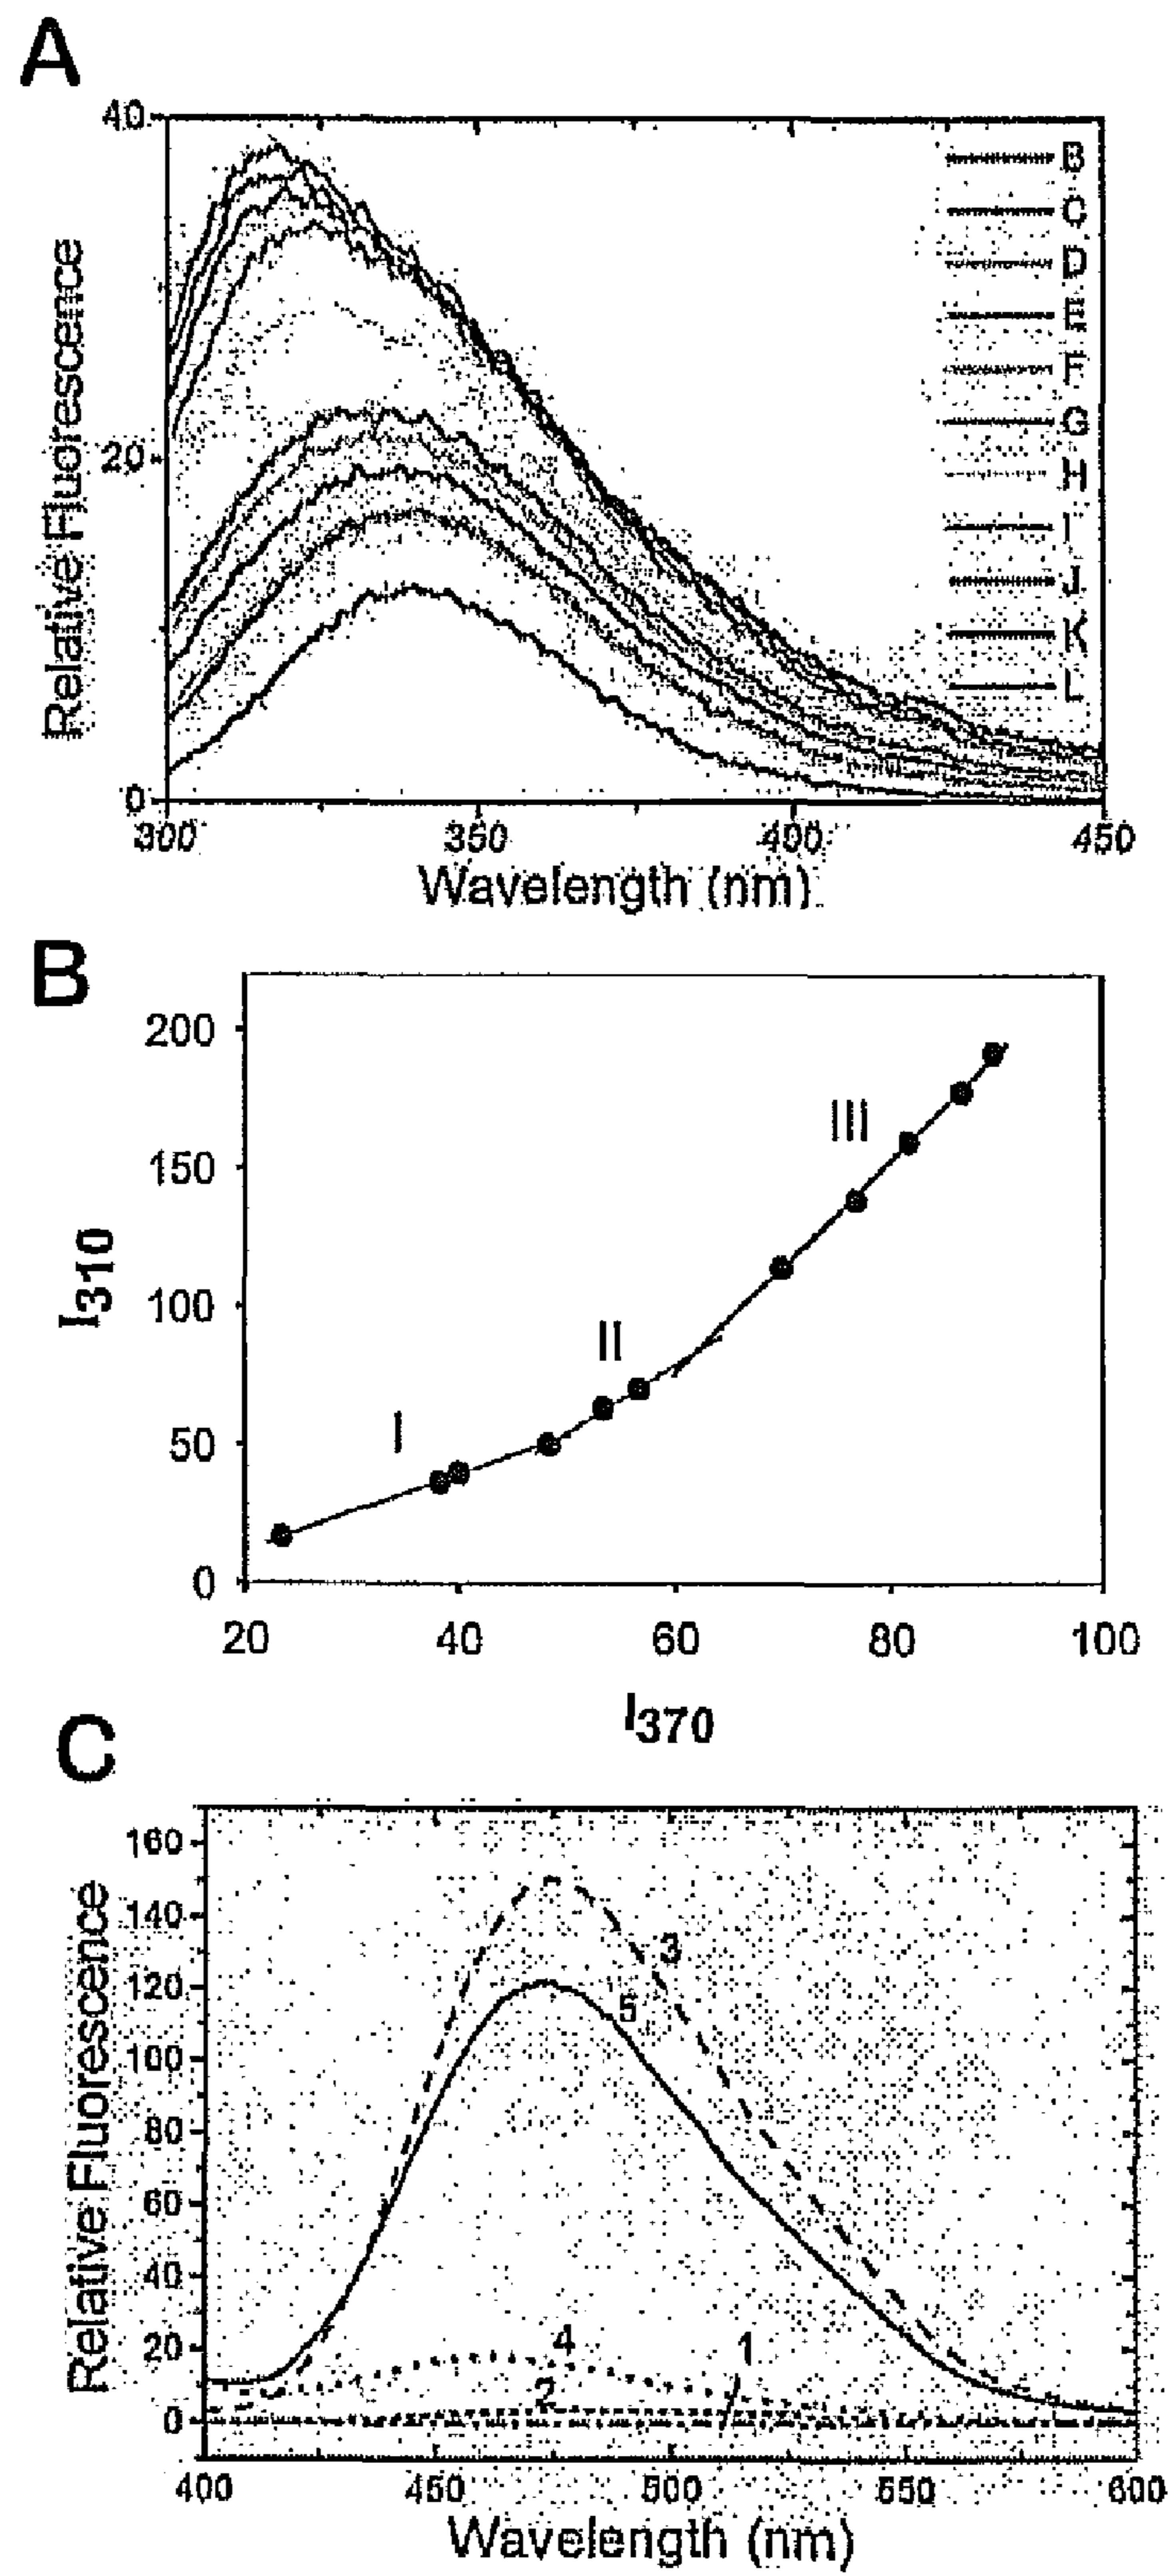 A
40
20
0
Relative Fluorescence
B
C
D
E
F
G
H
I
J
K
L
300 350 400 450
Wavelength (nm)
B
200
150
100
50
0
I310
I
II
III
20 40 60 80 100
I370
C
160
140
120
100
80
60
40
20
0
Relative Fluorescence
3
5
4
1
2
400 450 500 550 600
Wavelength (nm)